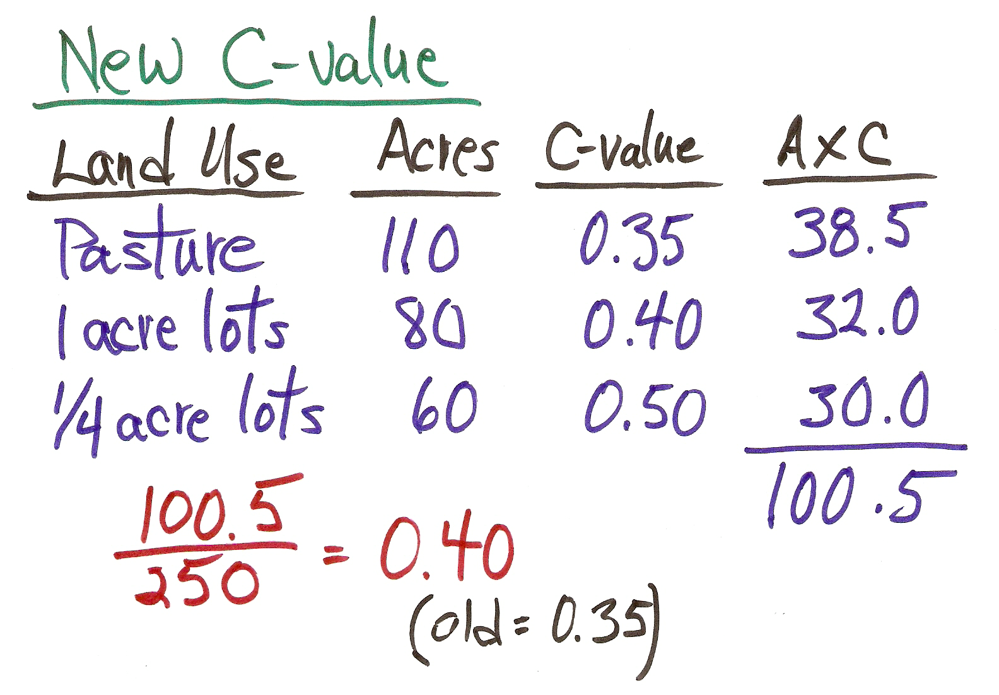 New C-value
Land Use Acres C-value A x C
Pasture 110 0.35 38.5
1 acre lots 80 0.40 32.0
1/4 acre lots 60 0.50 30.0
100.5
100.5
250
= 0.40
(old = 0.35)